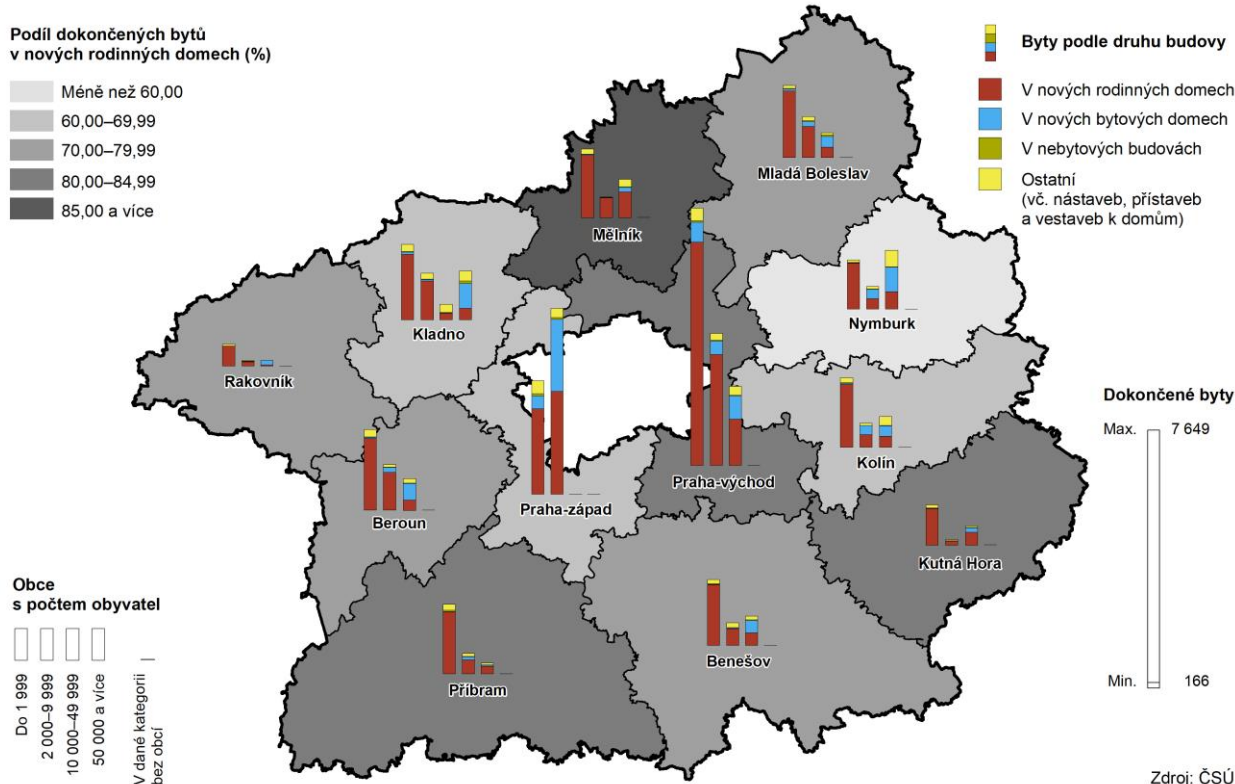 Podíl dokončených bytů
v nových rodinných domech (%)
Méně než 60,00
60,00–69,99
70,00–79,99
80,00–84,99
85,00 a více
Byty podle druhu budovy
V nových rodinných domech
V nových bytových domech
V nebytových budovách
Ostatní
(vč. nástaveb, přístaveb
a vestaveb k domům)
Mladá Boleslav
Mělník
Nymburk
Kladno
Rakovník
Kolín
Praha-východ
Praha-západ
Beroun
Kutná Hora
Benešov
Příbram
Dokončené byty
Max. 7 649
Min. 166
Obce
s počtem obyvatel
Do 1 999
2 000–9 999
10 000–49 999
50 000 a více
V dané kategorii
bez obcí
Zdroj: ČSÚ